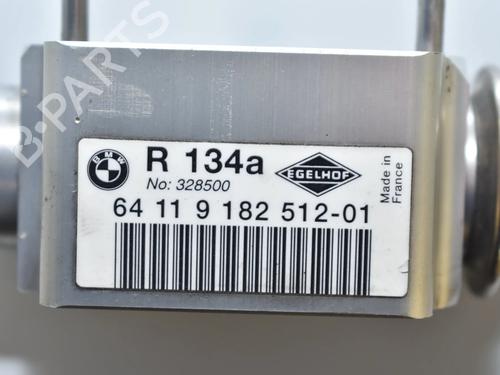 BMW
R 134a
No: 328500
EGELHOF
Made in
France
64 11 9 182 512-01
B-PARTS